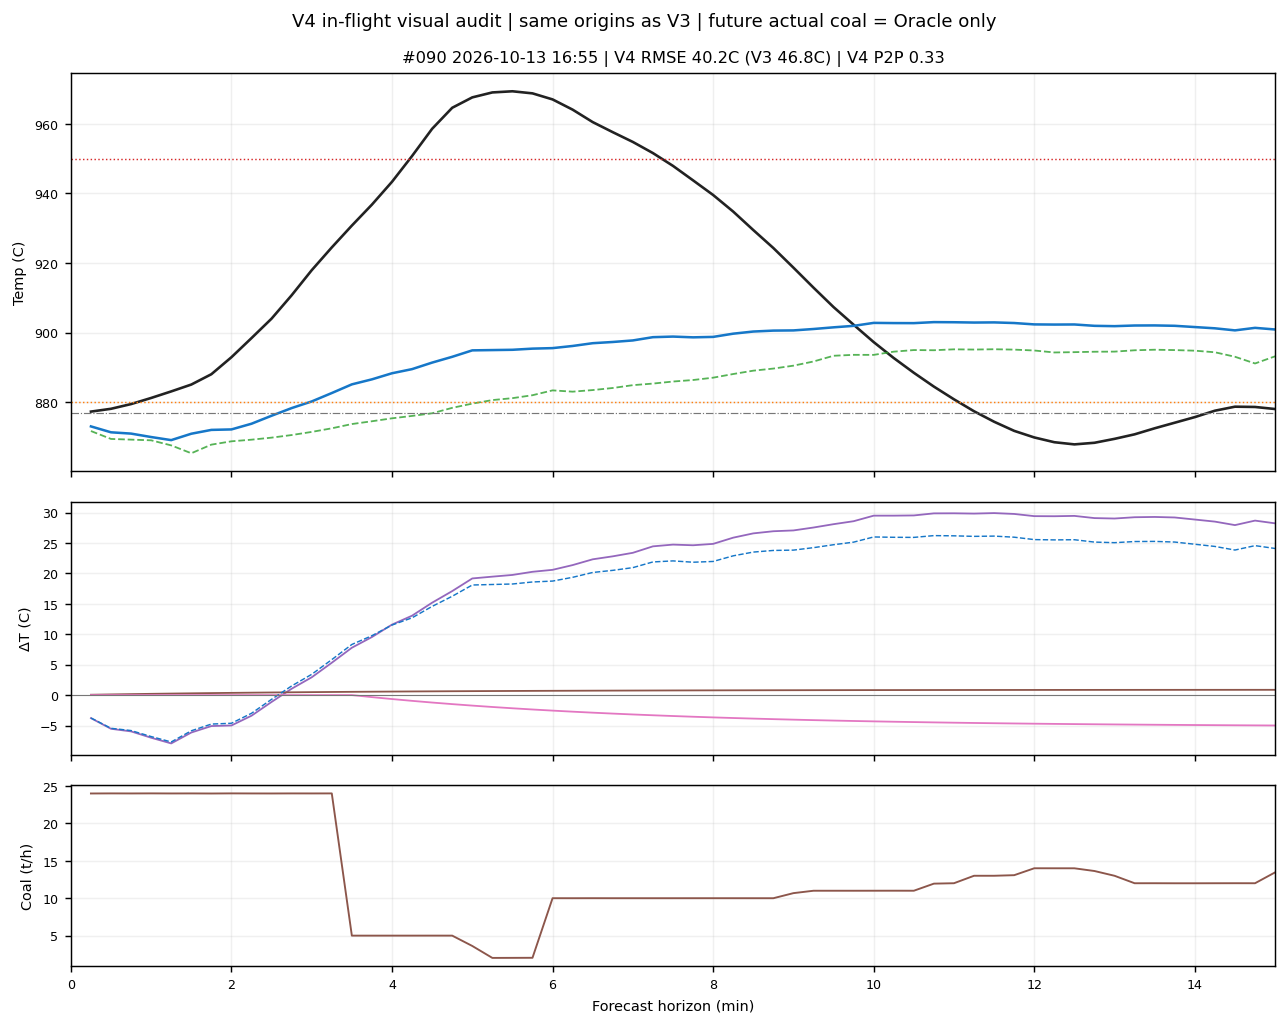 V4 in-flight visual audit | same origins as V3 | future actual coal = Oracle only
#090 2026-10-13 16:55 | V4 RMSE 40.2C (V3 46.8C) | V4 P2P 0.33
Temp (C)
960
940
920
900
880
ΔT (C)
30
25
20
15
10
5
0
−5
Coal (t/h)
25
20
15
10
5
0 2 4 6 8 10 12 14
Forecast horizon (min)